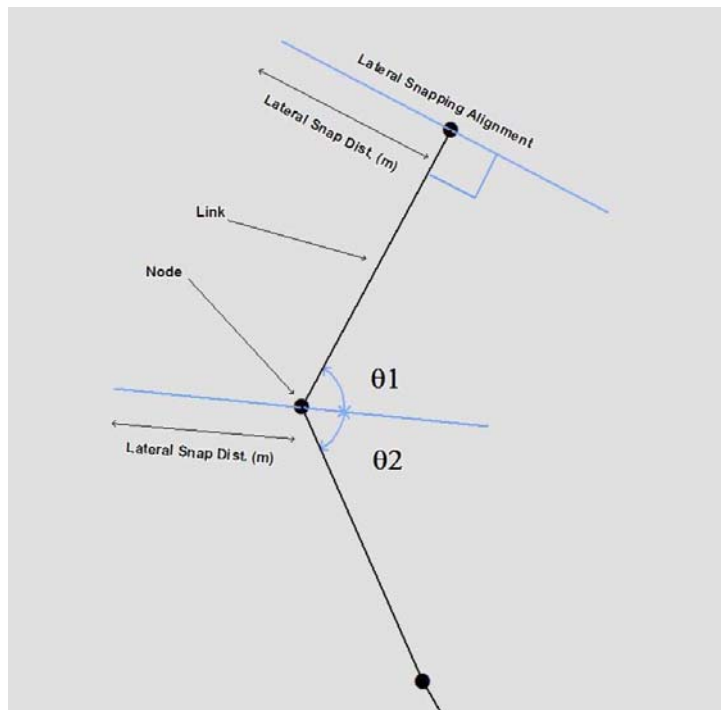 Lateral Snapping Alignment
Lateral Snap Dist. (m)
Link
Node
θ1
Lateral Snap Dist. (m)
θ2